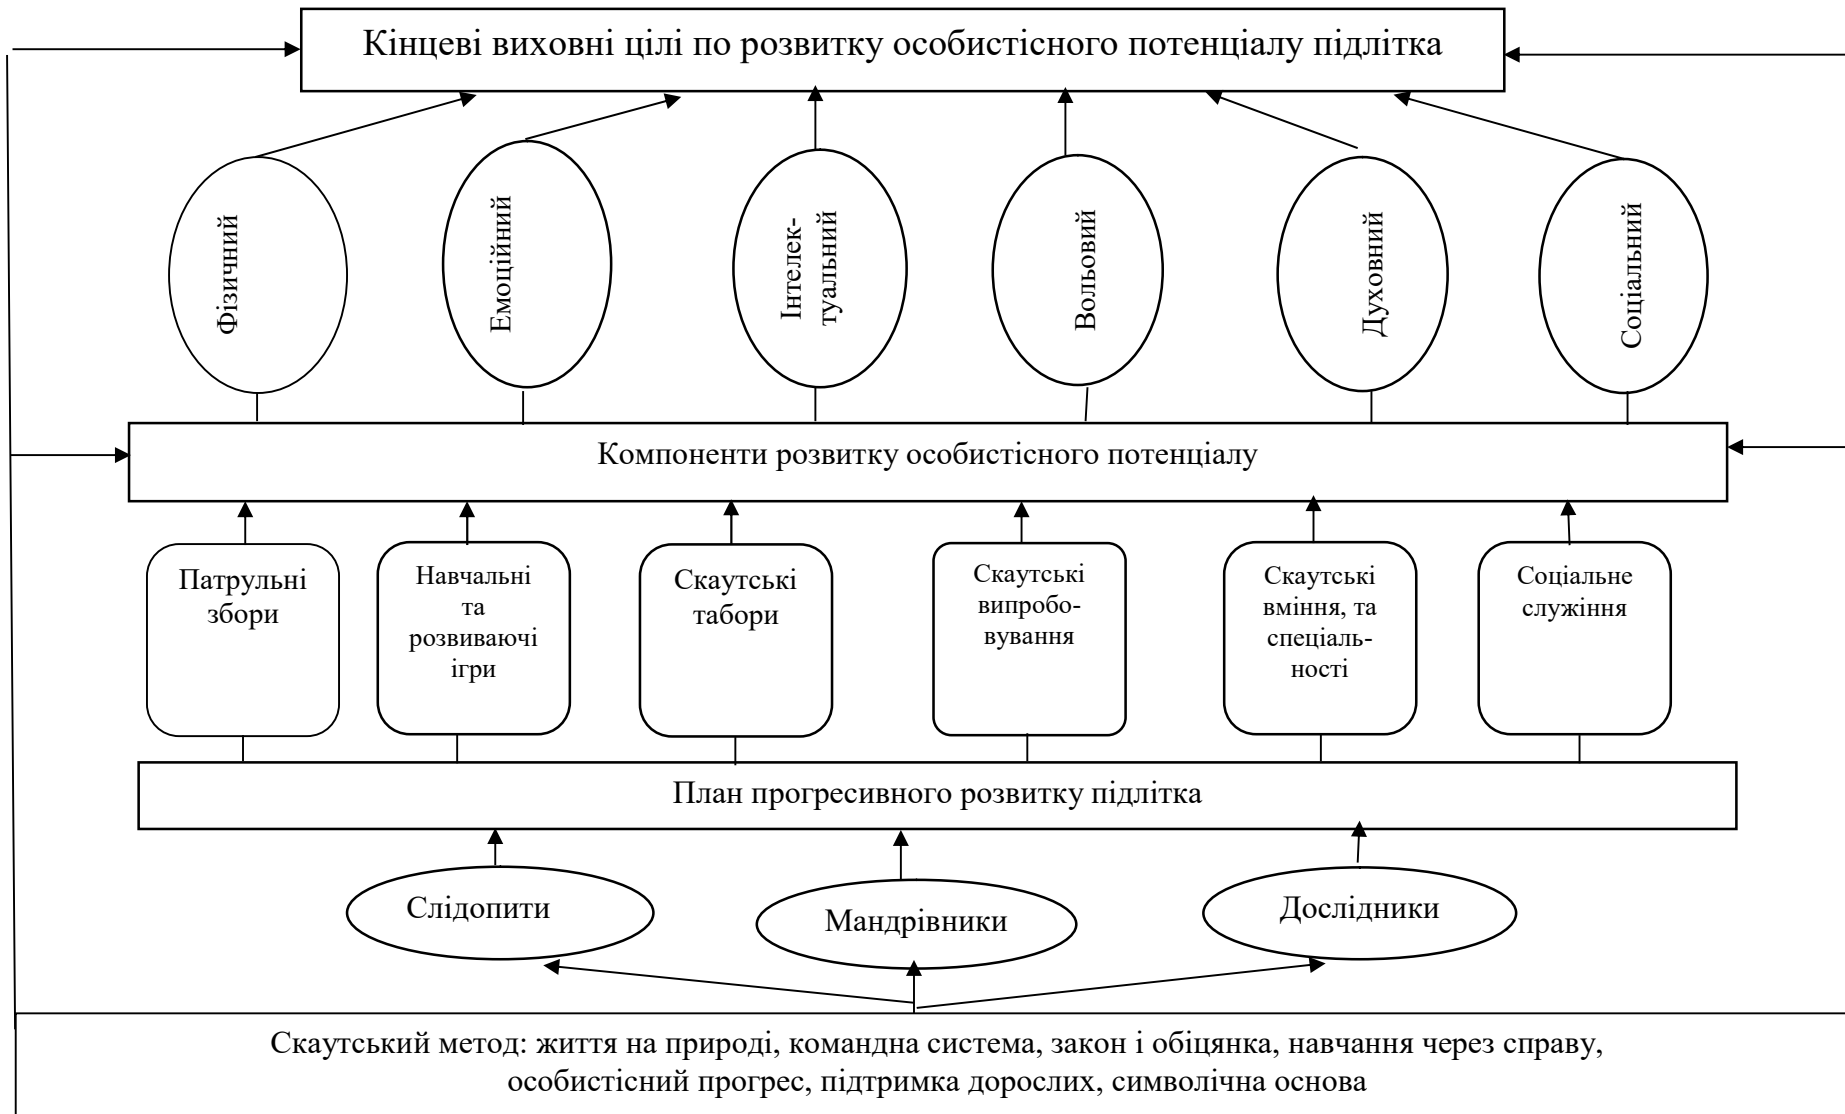 Кінцеві виховні цілі по розвитку особистісного потенціалу підлітка
Фізичний
Емоційний
Інтелек-
туальний
Вольовий
Духовний
Соціальний
Компоненти розвитку особистісного потенціалу
Патрульні
збори
Навчальні
та
розвиваючі
ігри
Скаутські
табори
Скаутські
випробо-
вування
Скаутські
вміння, та
спеціаль-
ності
Соціальне
служіння
План прогресивного розвитку підлітка
Слідопити
Мандрівники
Дослідники
Скаутський метод: життя на природі, командна система, закон і обіцянка, навчання через справу,
особистісний прогрес, підтримка дорослих, символічна основа